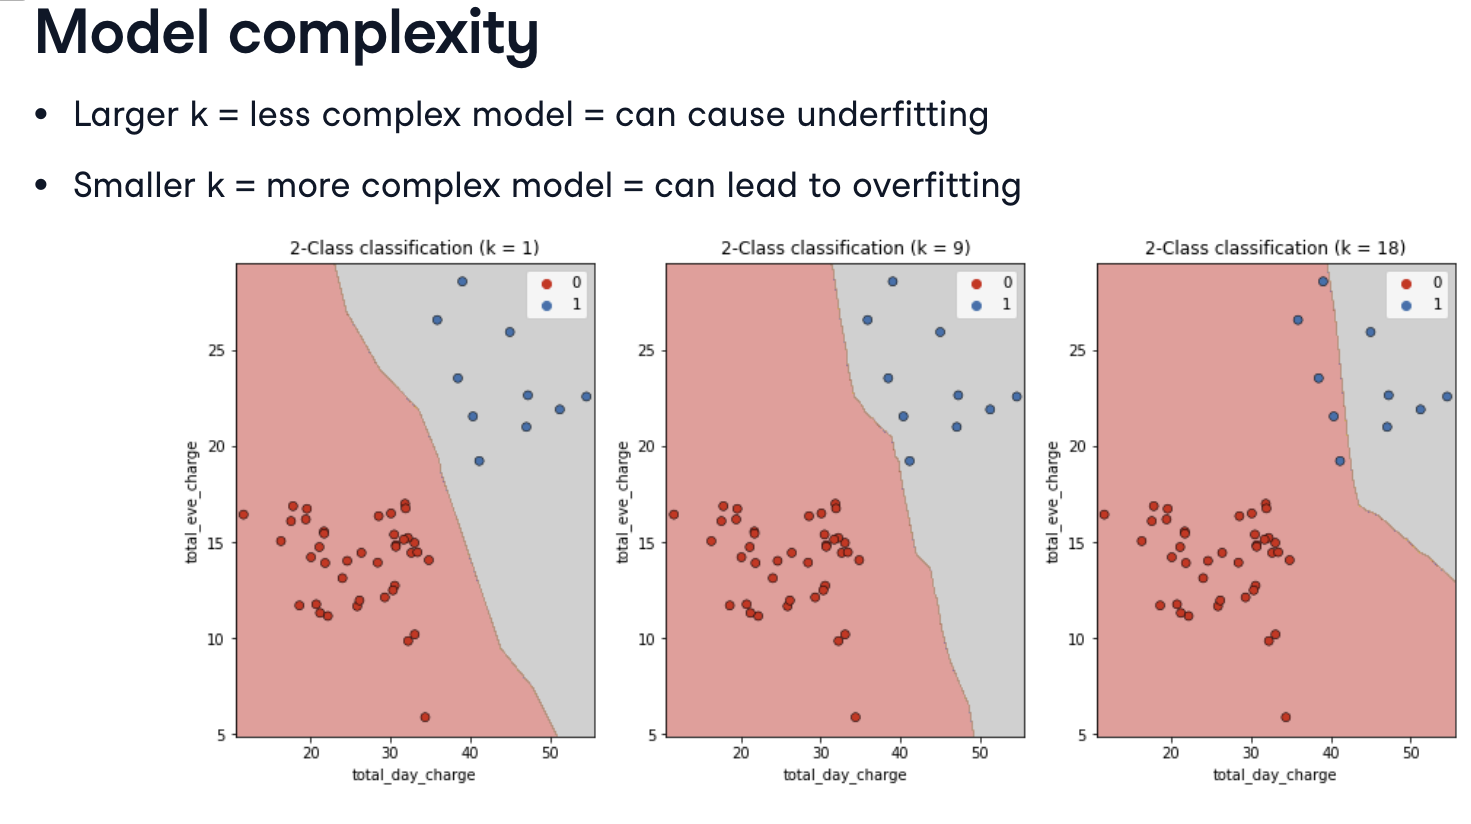 Model complexity
• Larger k = less complex model = can cause underfitting
• Smaller k = more complex model = can lead to overfitting
2-Class classification (k = 1)
0
1
25
20
15
10
5
total_eve_charge
20 30 40 50
total_day_charge
2-Class classification (k = 9)
0
1
25
20
15
10
5
total_eve_charge
20 30 40 50
total_day_charge
2-Class classification (k = 18)
0
1
25
20
15
10
5
total_eve_charge
20 30 40 50
total_day_charge